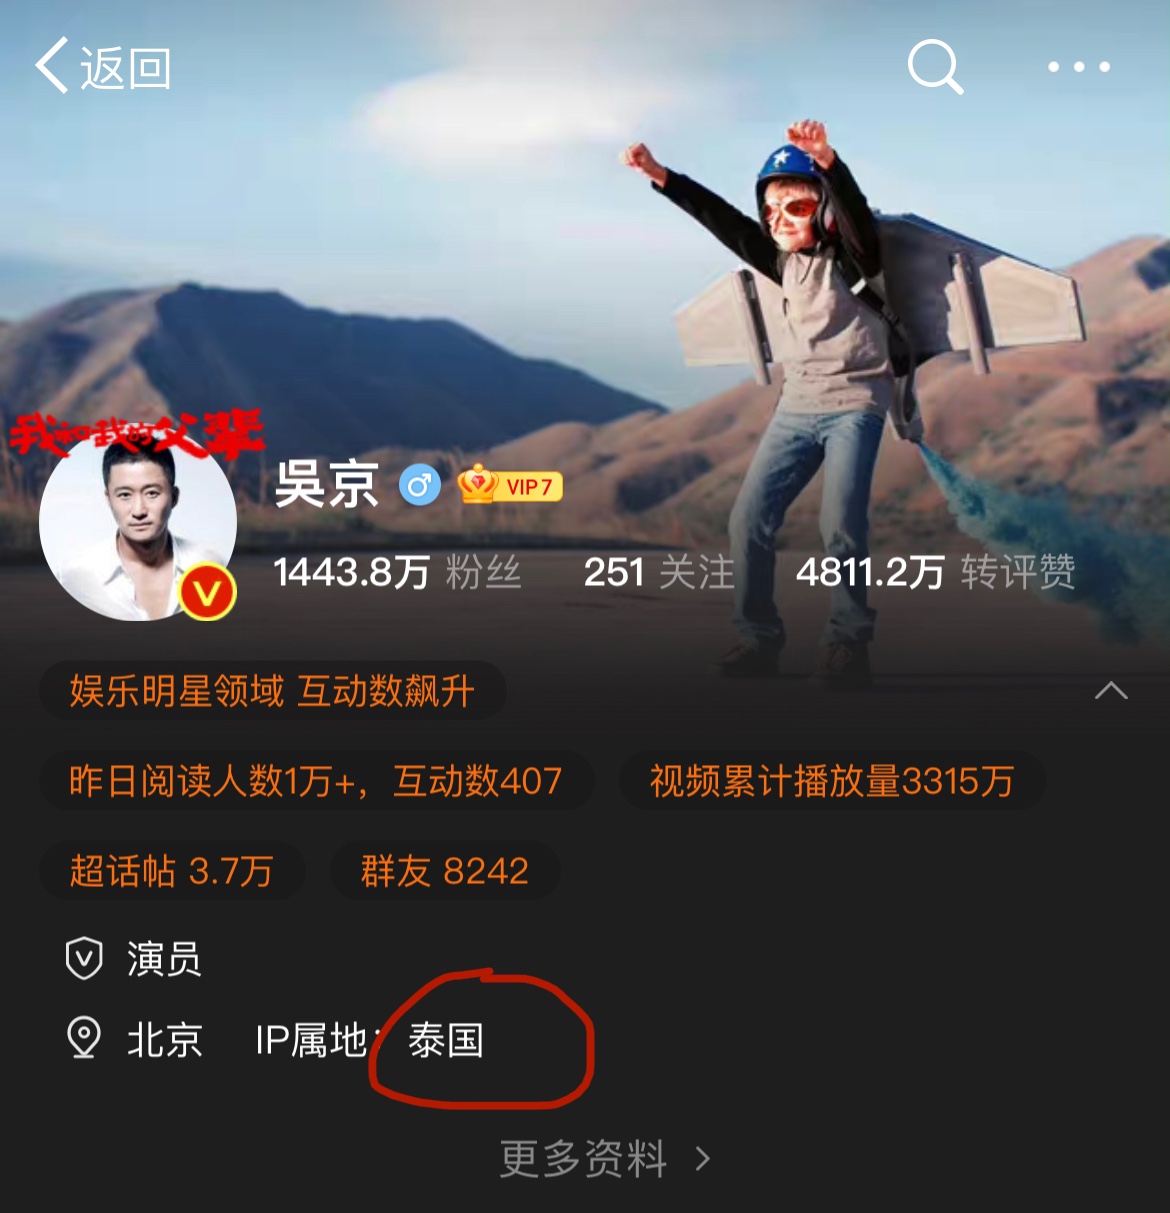 返回
我和我的父辈
吳京 VIP 7
1443.8万 粉丝 251 关注 4811.2万 转评赞
娱乐明星领域 互动数飙升
昨日阅读人数1万+，互动数407 视频累计播放量3315万
超话帖 3.7万 群友 8242
演员
北京 IP属地：泰国
更多资料